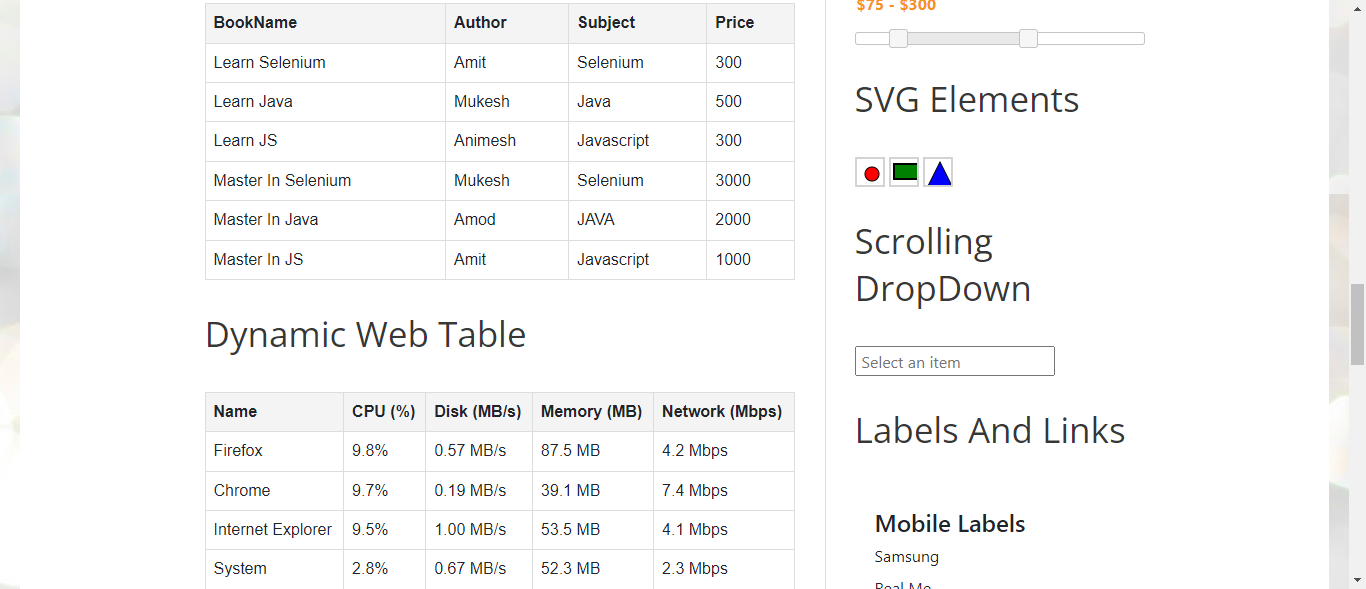 BookName Author Subject Price
Learn Selenium Amit Selenium 300
Learn Java Mukesh Java 500
Learn JS Animesh Javascript 300
Master In Selenium Mukesh Selenium 3000
Master In Java Amod JAVA 2000
Master In JS Amit Javascript 1000
Dynamic Web Table
Name CPU (%) Disk (MB/s) Memory (MB) Network (Mbps)
Firefox 9.8% 0.57 MB/s 87.5 MB 4.2 Mbps
Chrome 9.7% 0.19 MB/s 39.1 MB 7.4 Mbps
Internet Explorer 9.5% 1.00 MB/s 53.5 MB 4.1 Mbps
System 2.8% 0.67 MB/s 52.3 MB 2.3 Mbps
$75 - $300
SVG Elements
Scrolling
DropDown
Select an item
Labels And Links
Mobile Labels
Samsung
Real Me